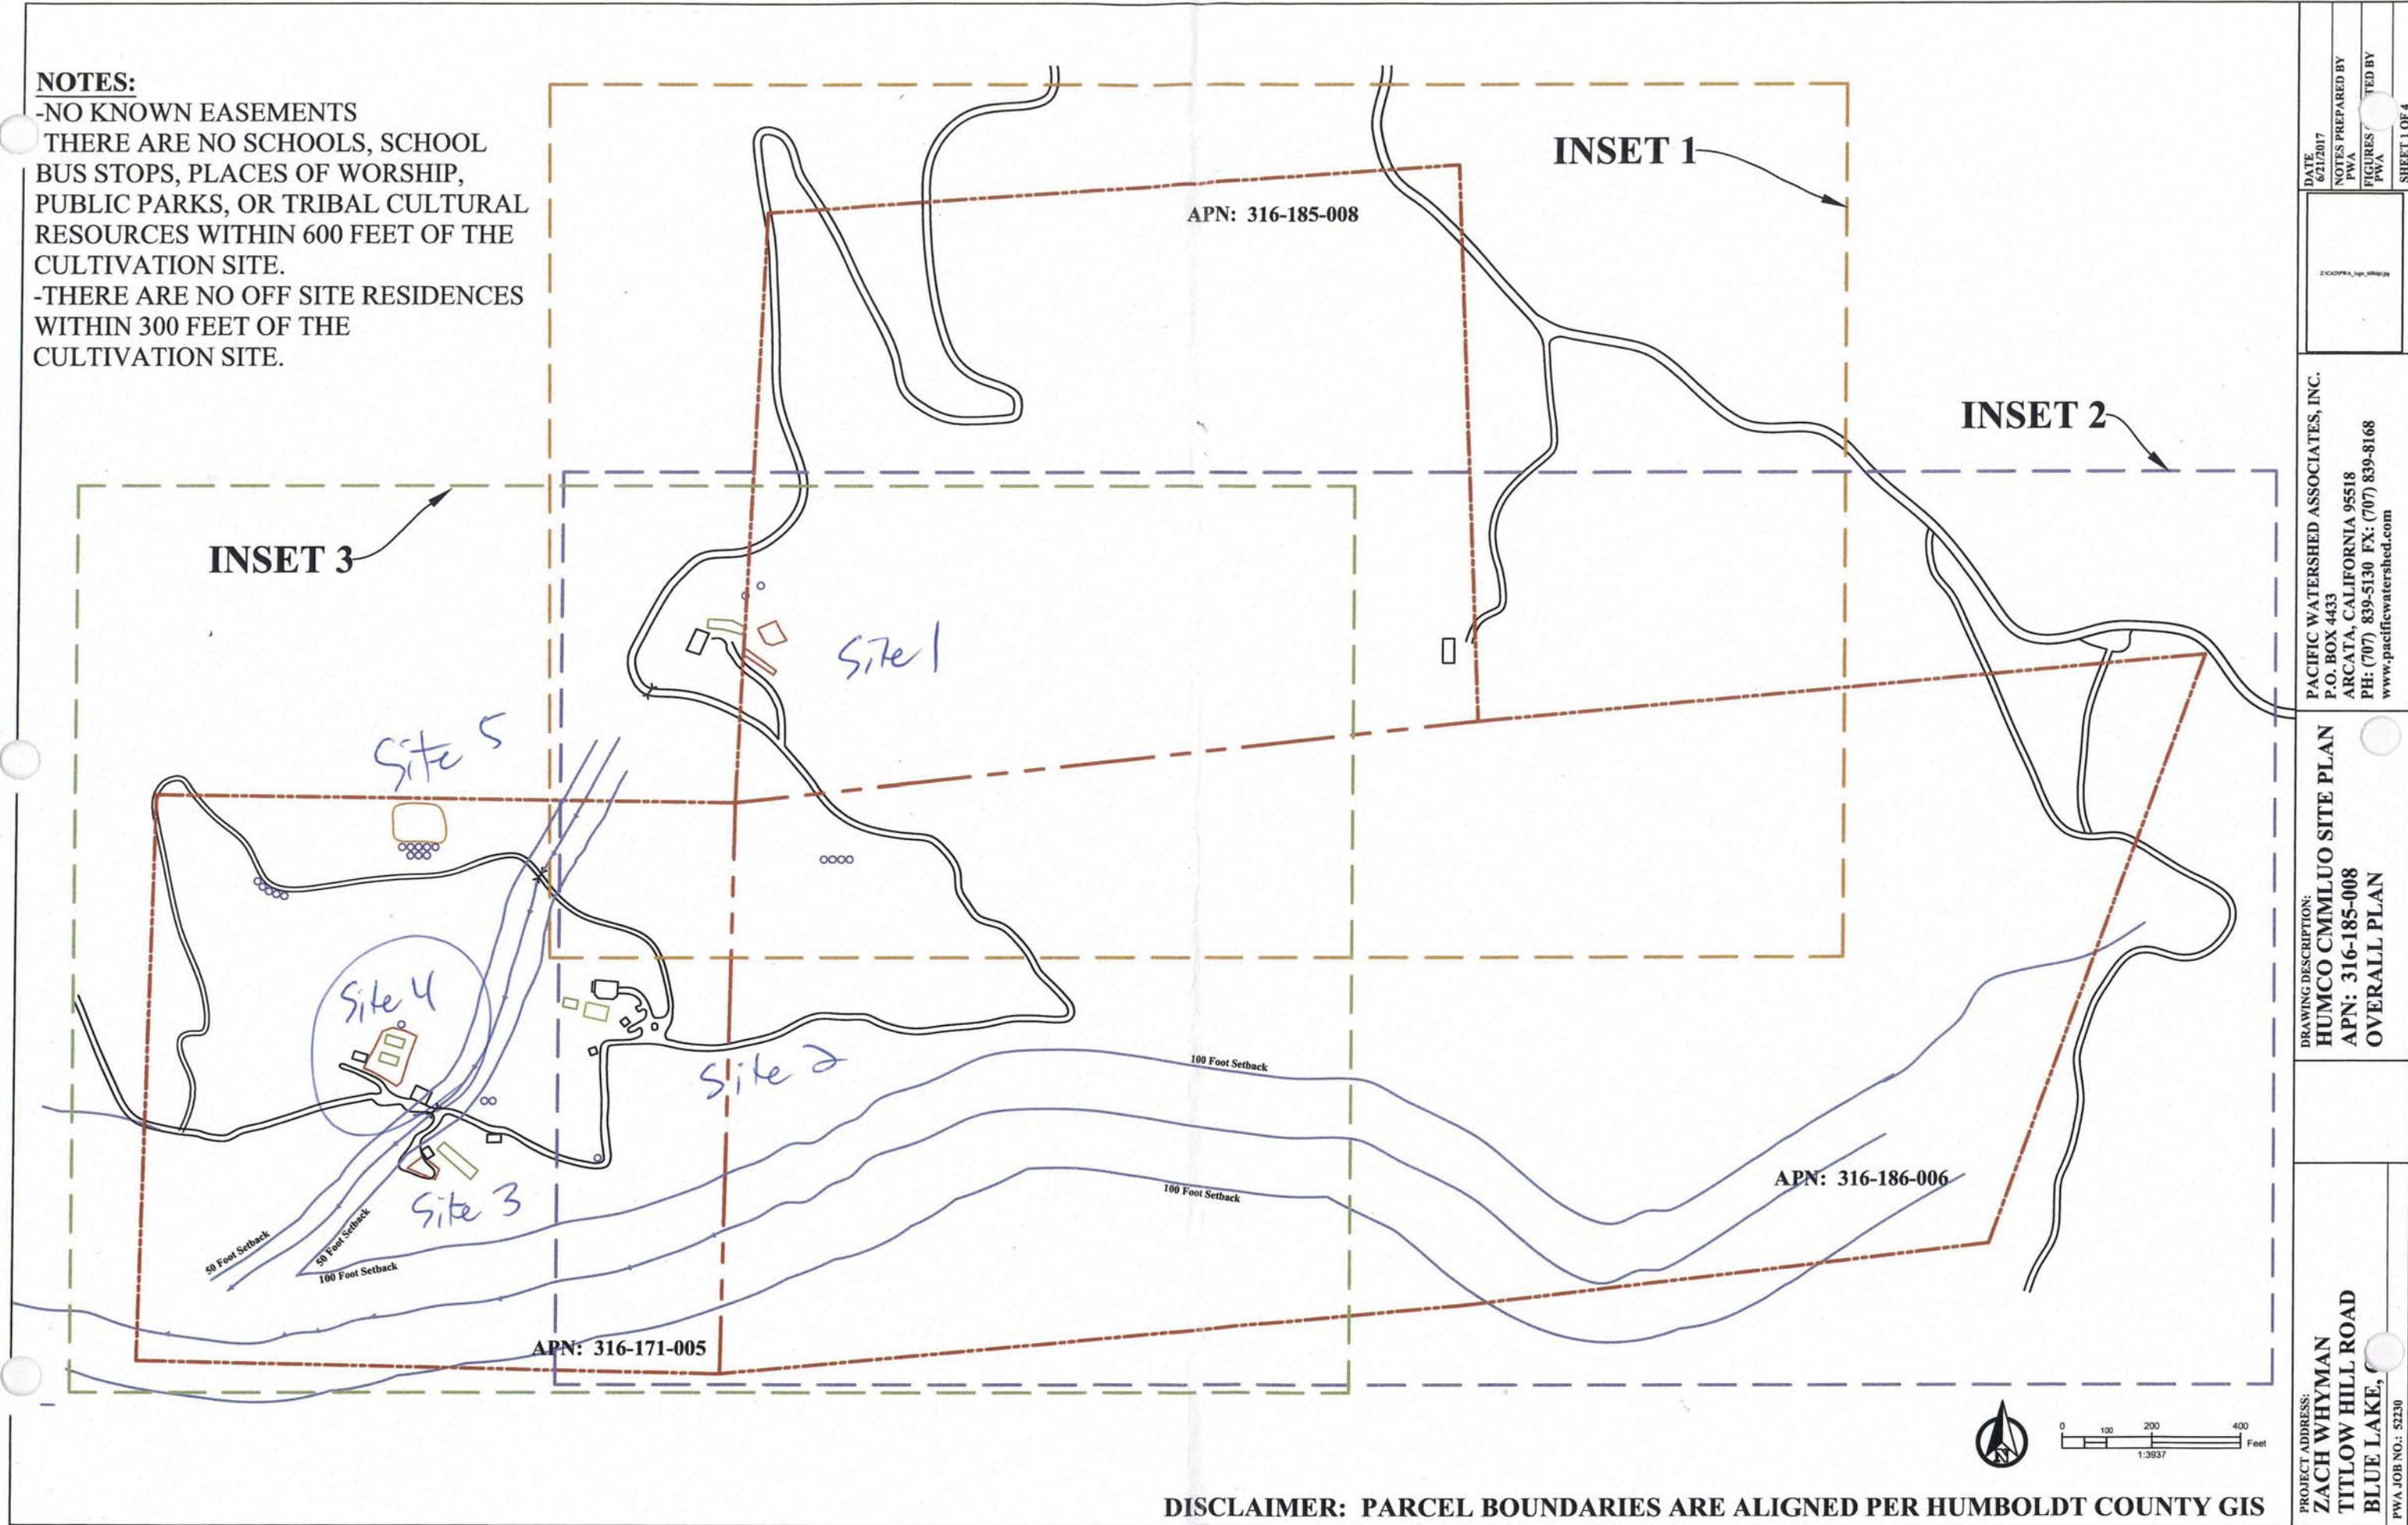 NOTES:
-NO KNOWN EASEMENTS
THERE ARE NO SCHOOLS, SCHOOL
BUS STOPS, PLACES OF WORSHIP,
PUBLIC PARKS, OR TRIBAL CULTURAL
RESOURCES WITHIN 600 FEET OF THE
CULTIVATION SITE.
-THERE ARE NO OFF SITE RESIDENCES
WITHIN 300 FEET OF THE
CULTIVATION SITE.
INSET 1
APN: 316-185-008
INSET 2
INSET 3
Site 1
Site 5
Site 4
Site 2
Site 3
100 Foot Setback
100 Foot Setback
APN: 316-186-006
50 Foot Setback
50 Foot Setback
100 Foot Setback
APN: 316-171-005
N
0 100 200 400
Feet
1:3937
DISCLAIMER: PARCEL BOUNDARIES ARE ALIGNED PER HUMBOLDT COUNTY GIS
DATE
6/21/2017
NOTES PREPARED BY
PWA
FIGURES TED BY
PWA
SHEET 1 OF 4
PACIFIC WATERSHED ASSOCIATES, INC.
P.O. BOX 4433
ARCATA, CALIFORNIA 95518
PH: (707) 839-5130 FX: (707) 839-8168
www.pacificwatershed.com
DRAWING DESCRIPTION:
HUMCO CMMLUO SITE PLAN
APN: 316-185-008
OVERALL PLAN
PROJECT ADDRESS:
ZACH WHYMAN
TITLOW HILL ROAD
BLUE LAKE,
PWA JOB NO.: 52230